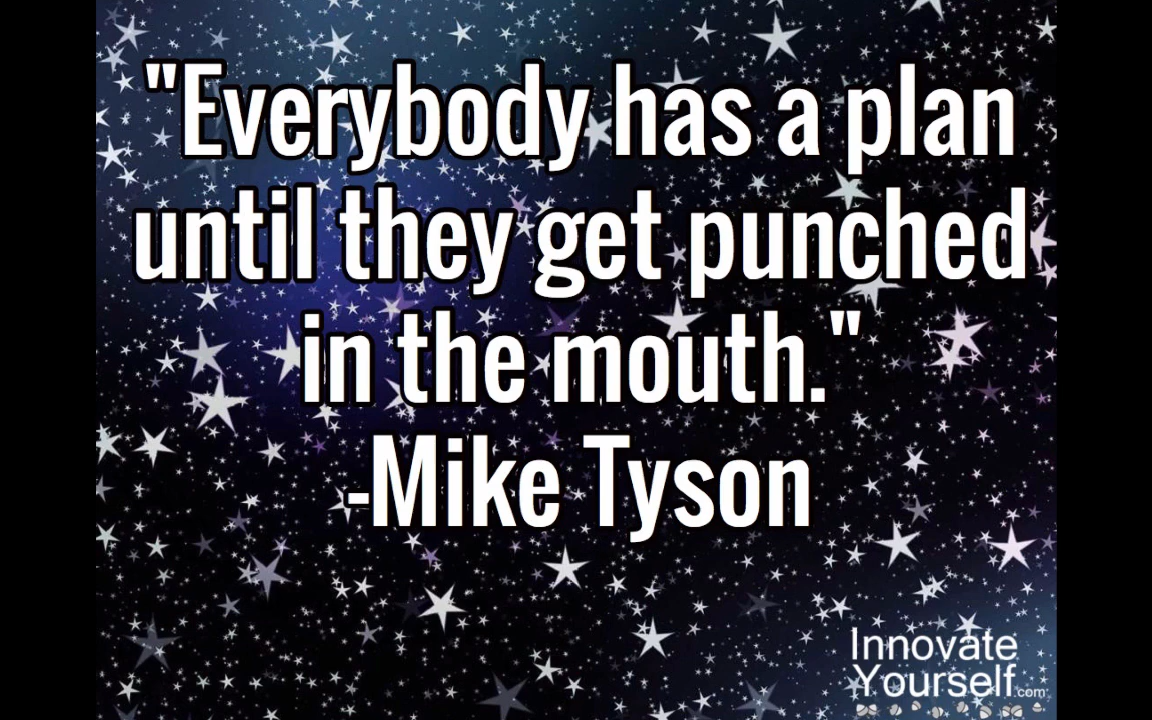 "Everybody has a plan
until they get punched
in the mouth."
-Mike Tyson
Innovate
Yourself.com